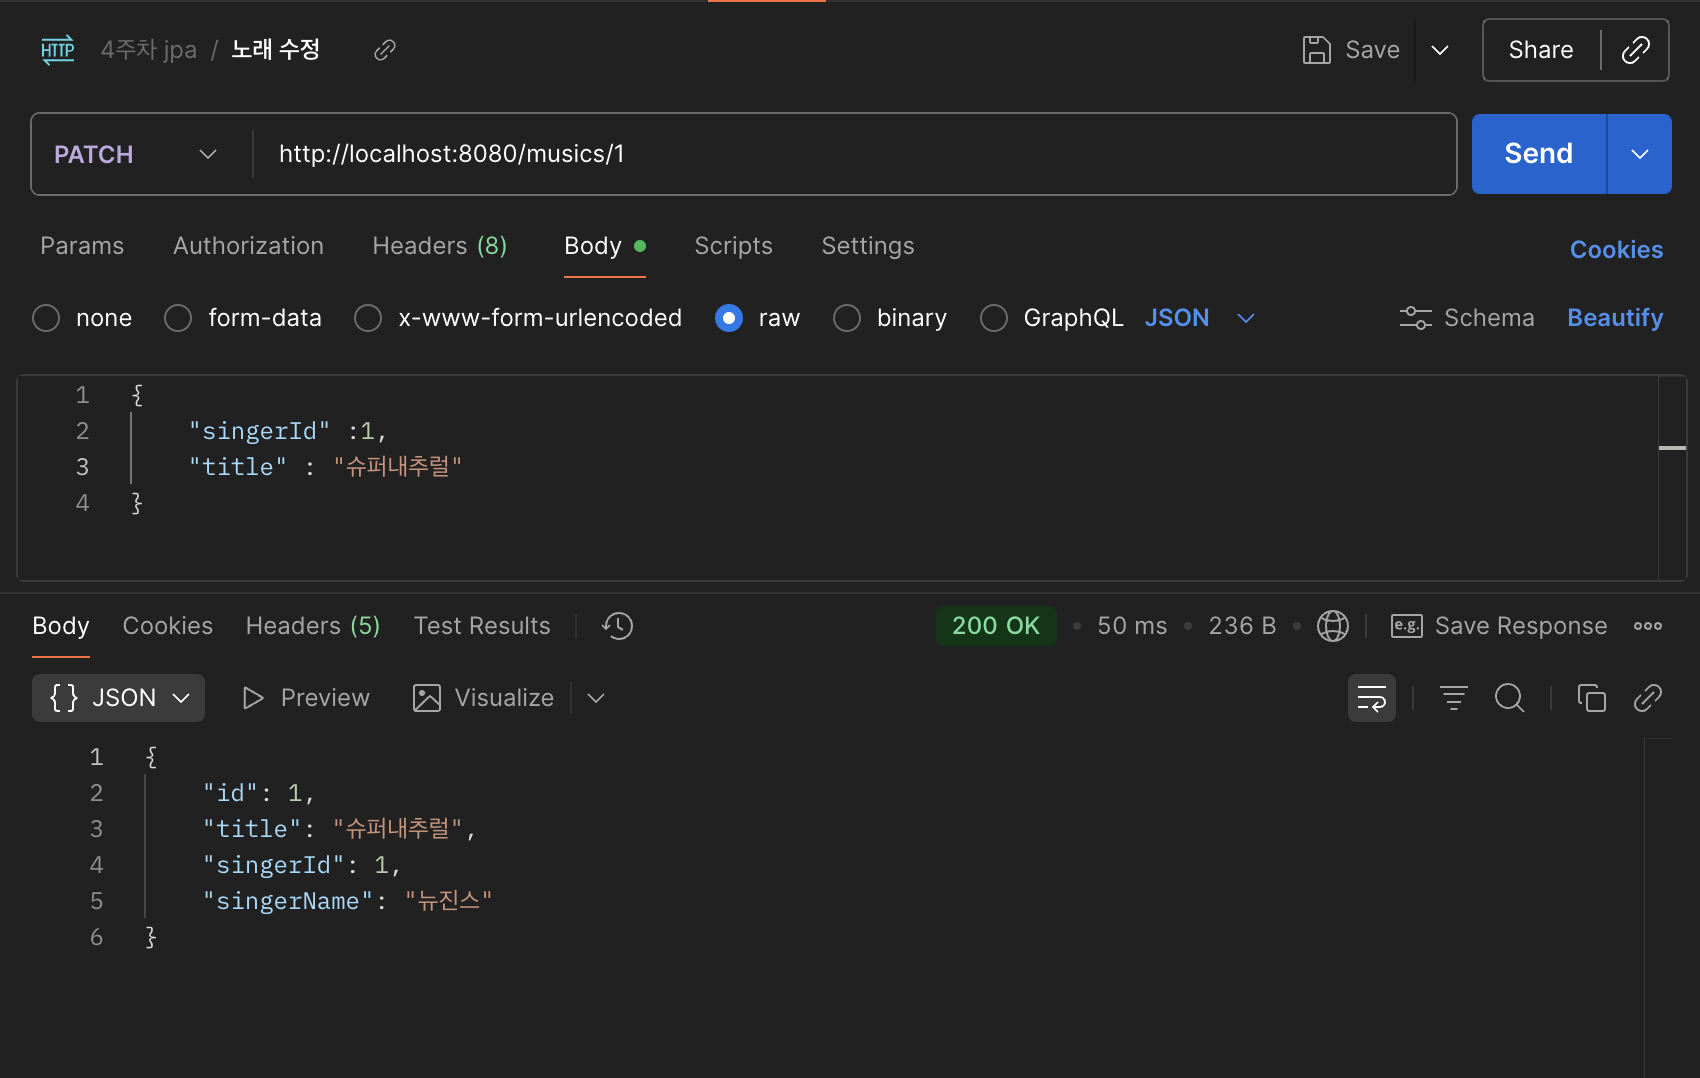 HTTP 4주차 jpa / 노래 수정 Save Share
PATCH http://localhost:8080/musics/1 Send
Params Authorization Headers (8) Body Scripts Settings Cookies
none form-data x-www-form-urlencoded raw binary GraphQL JSON Schema Beautify
1 {
2 "singerId" :1,
3 "title" : "슈퍼내추럴"
4 }
Body Cookies Headers (5) Test Results 200 OK • 50 ms • 236 B • e.g. Save Response
{} JSON Preview Visualize
1 {
2 "id": 1,
3 "title": "슈퍼내추럴",
4 "singerId": 1,
5 "singerName": "뉴진스"
6 }